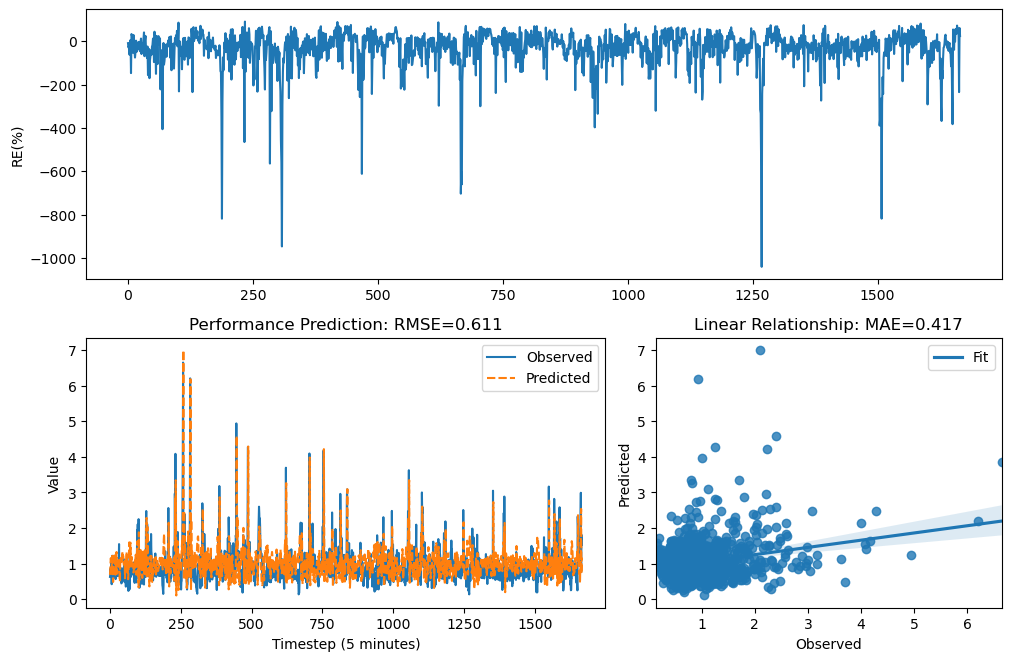 RE(%)
0
−200
−400
−600
−800
−1000
0 250 500 750 1000 1250 1500
Performance Prediction: RMSE=0.611
Value
7
6
5
4
3
2
1
0
Observed
Predicted
0 250 500 750 1000 1250 1500
Timestep (5 minutes)
Linear Relationship: MAE=0.417
Predicted
7
6
5
4
3
2
1
0
Fit
1 2 3 4 5 6
Observed